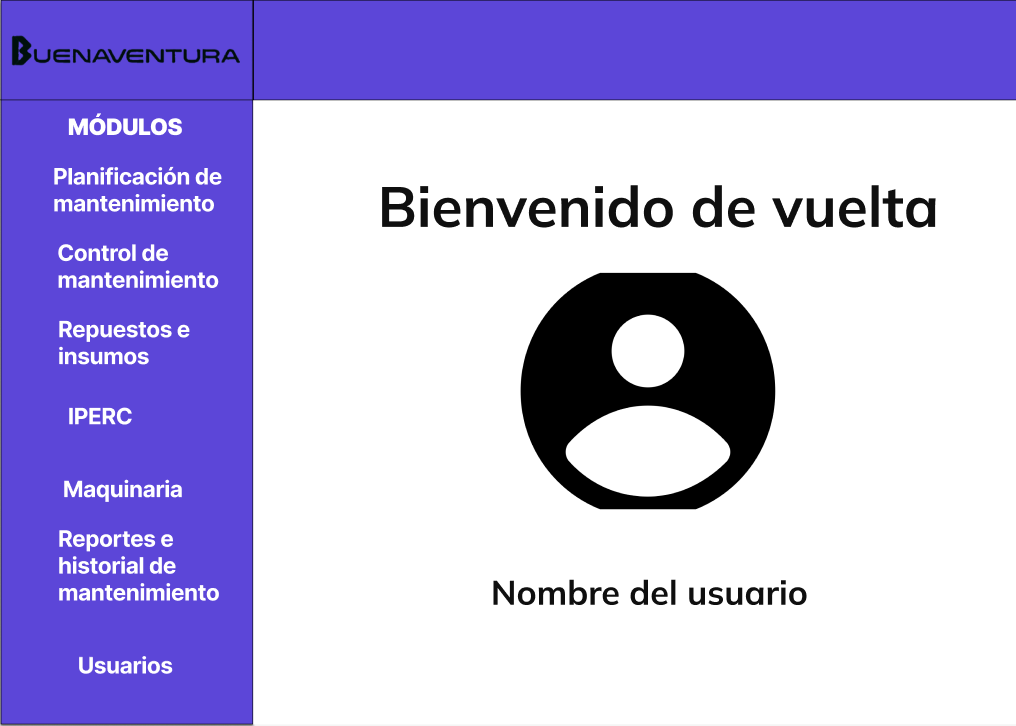 BUENAVENTURA
MÓDULOS
Planificación de
mantenimiento
Control de
mantenimiento
Repuestos e
insumos
IPERC
Maquinaria
Reportes e
historial de
mantenimiento
Usuarios
Bienvenido de vuelta
Nombre del usuario